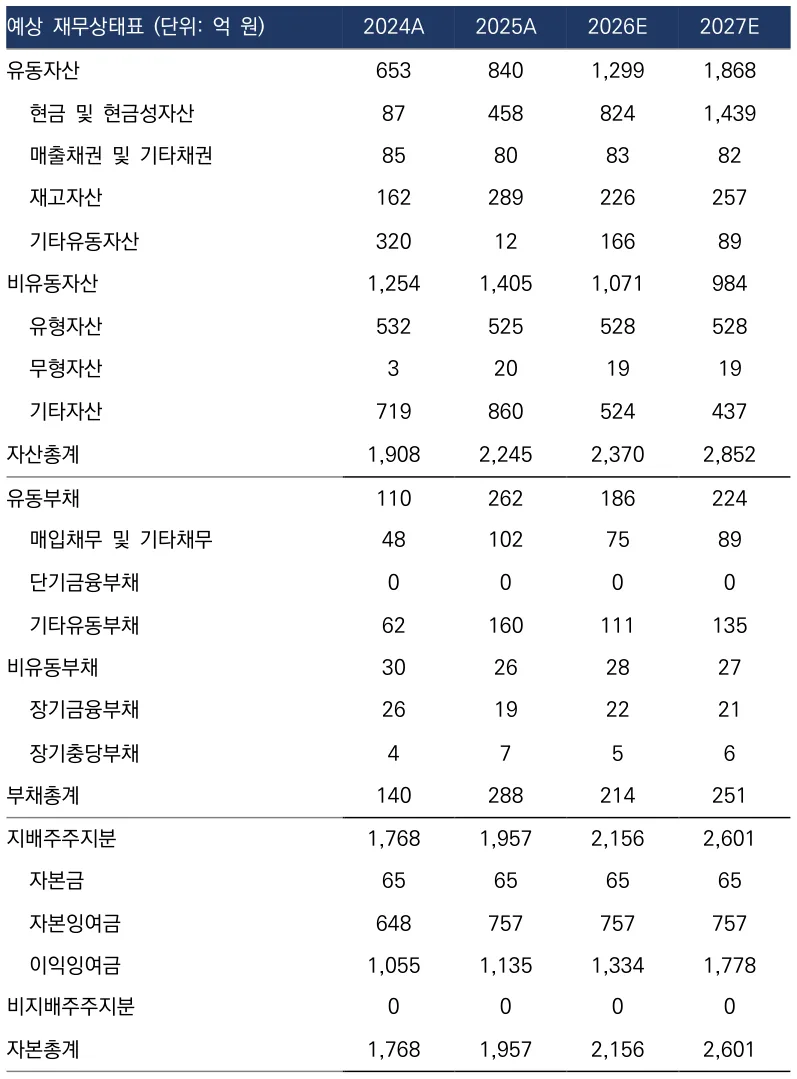 예상 재무상태표 (단위: 억 원) 2024A 2025A 2026E 2027E
유동자산 653 840 1,299 1,868
현금 및 현금성자산 87 458 824 1,439
매출채권 및 기타채권 85 80 83 82
재고자산 162 289 226 257
기타유동자산 320 12 166 89
비유동자산 1,254 1,405 1,071 984
유형자산 532 525 528 528
무형자산 3 20 19 19
기타자산 719 860 524 437
자산총계 1,908 2,245 2,370 2,852
유동부채 110 262 186 224
매입채무 및 기타채무 48 102 75 89
단기금융부채 0 0 0 0
기타유동부채 62 160 111 135
비유동부채 30 26 28 27
장기금융부채 26 19 22 21
장기충당부채 4 7 5 6
부채총계 140 288 214 251
지배주주지분 1,768 1,957 2,156 2,601
자본금 65 65 65 65
자본잉여금 648 757 757 757
이익잉여금 1,055 1,135 1,334 1,778
비지배주주지분 0 0 0 0
자본총계 1,768 1,957 2,156 2,601